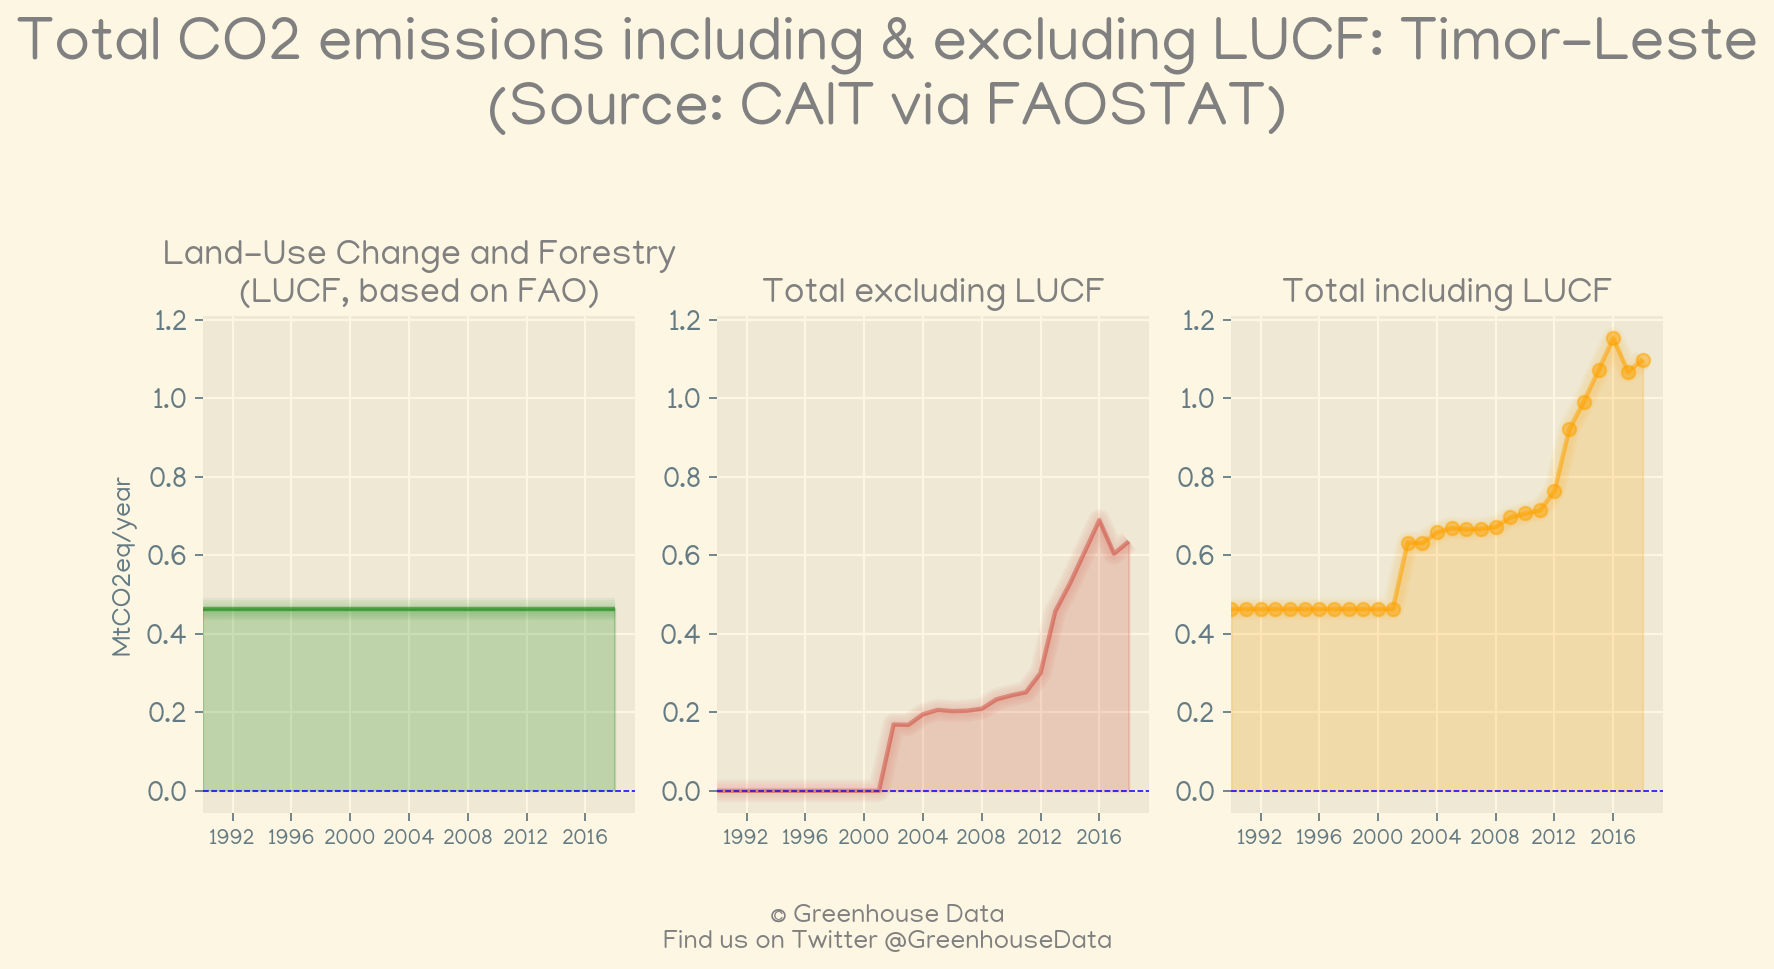 Total CO2 emissions including & excluding LUCF: Timor-Leste
(Source: CAIT via FAOSTAT)
Land-Use Change and Forestry
(LUCF, based on FAO)
MtCO2eq/year
1.2
1.0
0.8
0.6
0.4
0.2
0.0
1992 1996 2000 2004 2008 2012 2016
Total excluding LUCF
1.2
1.0
0.8
0.6
0.4
0.2
0.0
1992 1996 2000 2004 2008 2012 2016
Total including LUCF
1.2
1.0
0.8
0.6
0.4
0.2
0.0
1992 1996 2000 2004 2008 2012 2016
© Greenhouse Data
Find us on Twitter @GreenhouseData